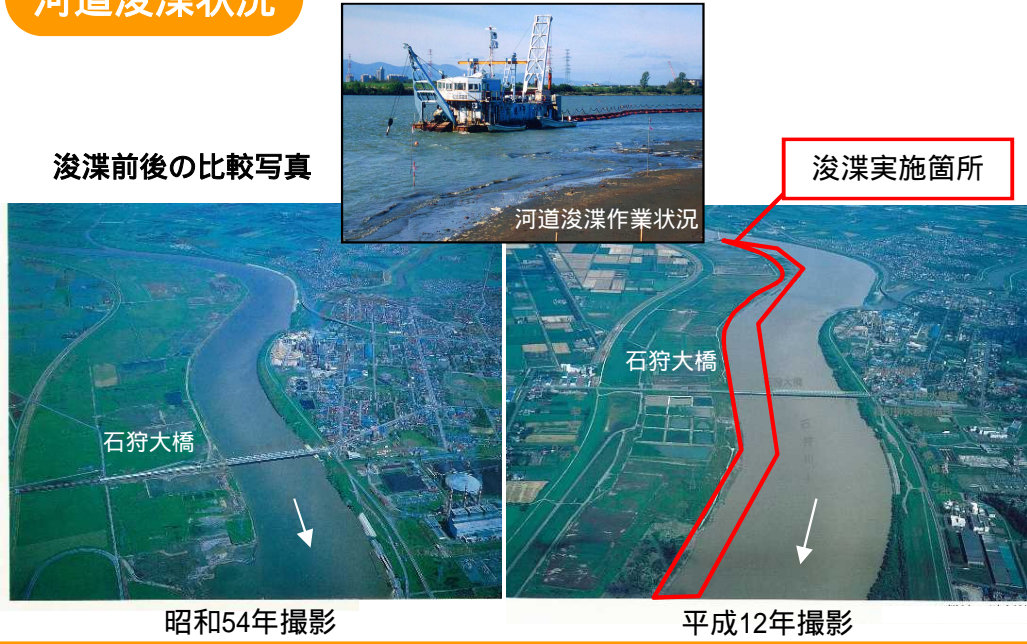 河道浚渫状況
浚渫前後の比較写真
河道浚渫作業状況
浚渫実施箇所
石狩大橋
石狩大橋
昭和54年撮影
平成12年撮影